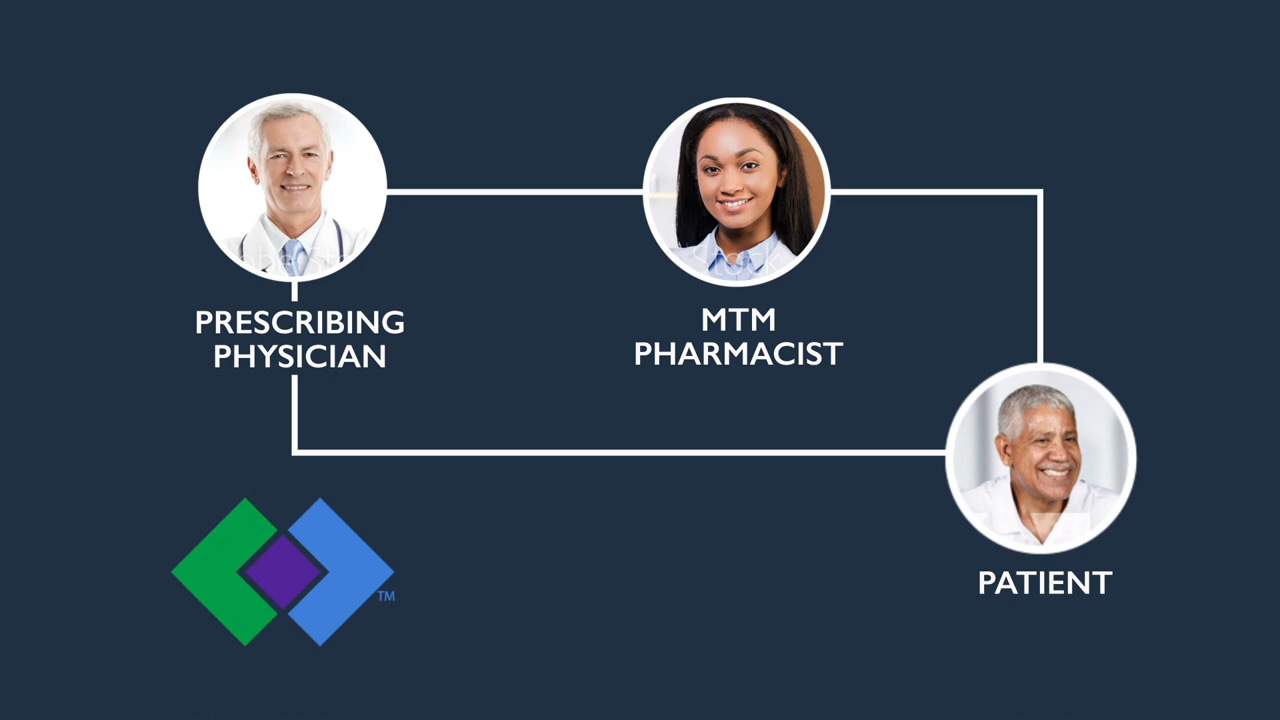 PRESCRIBING
PHYSICIAN
MTM
PHARMACIST
PATIENT
TM